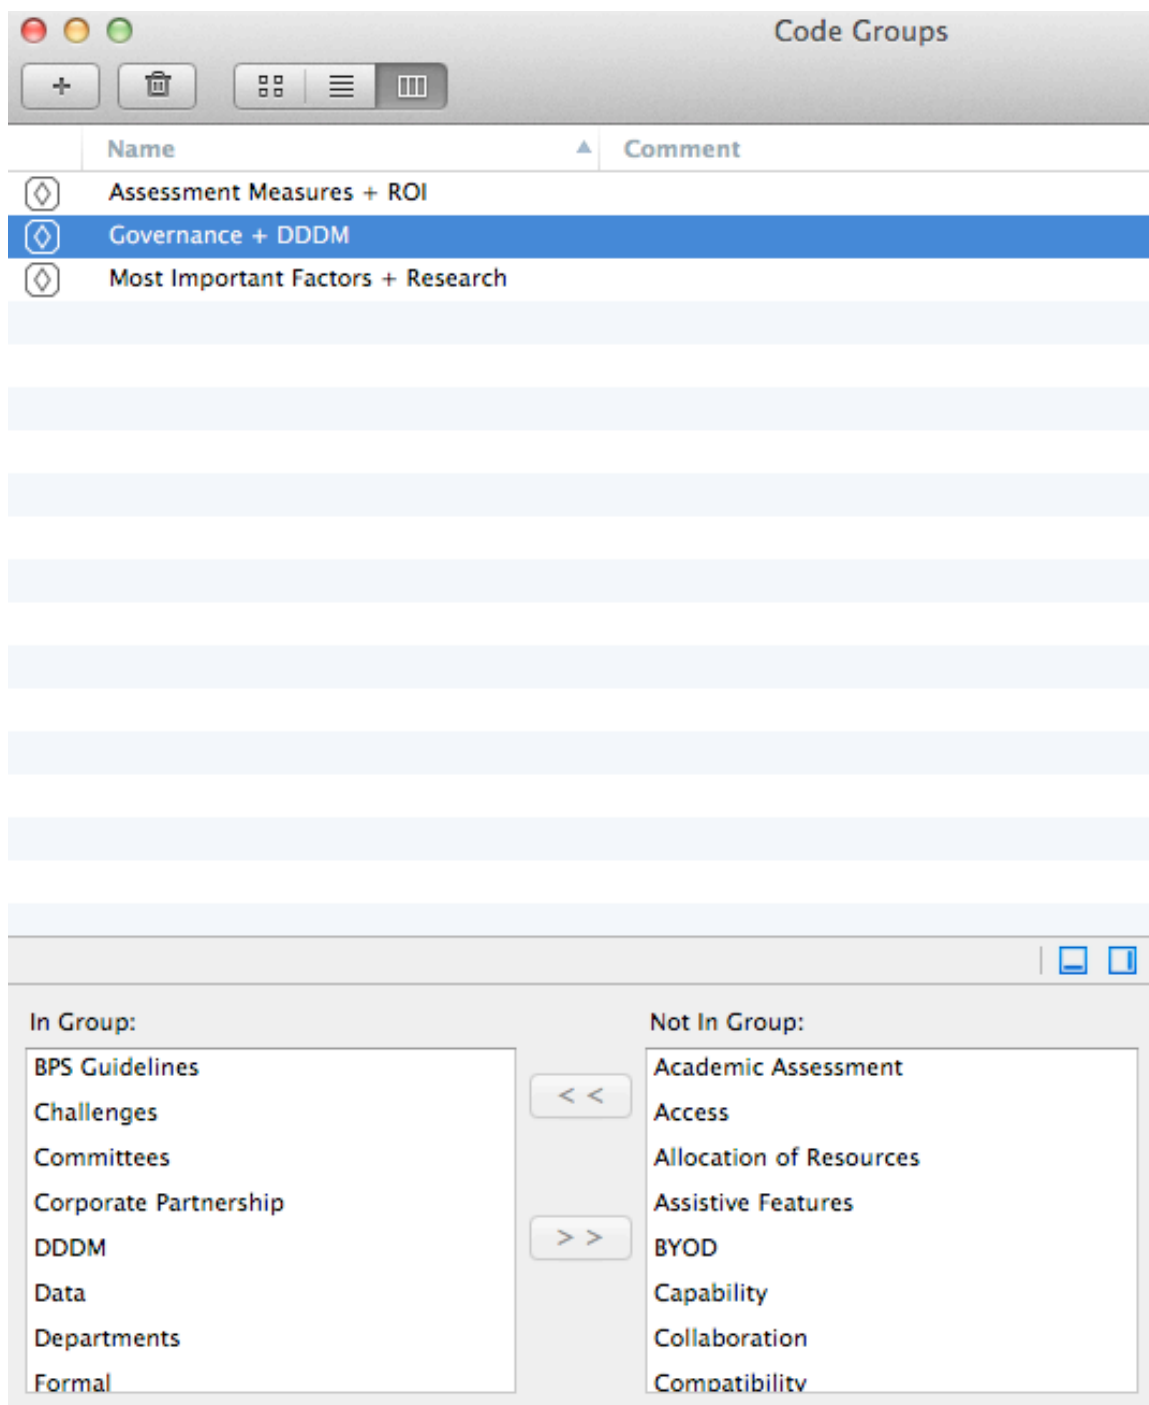 Code Groups
Name Comment
Assessment Measures + ROI
Governance + DDDM
Most Important Factors + Research
In Group: Not In Group:
BPS Guidelines Academic Assessment
< <
Challenges Access
Committees Allocation of Resources
Corporate Partnership Assistive Features
> >
DDDM BYOD
Data Capability
Departments Collaboration
Formal Compatibility